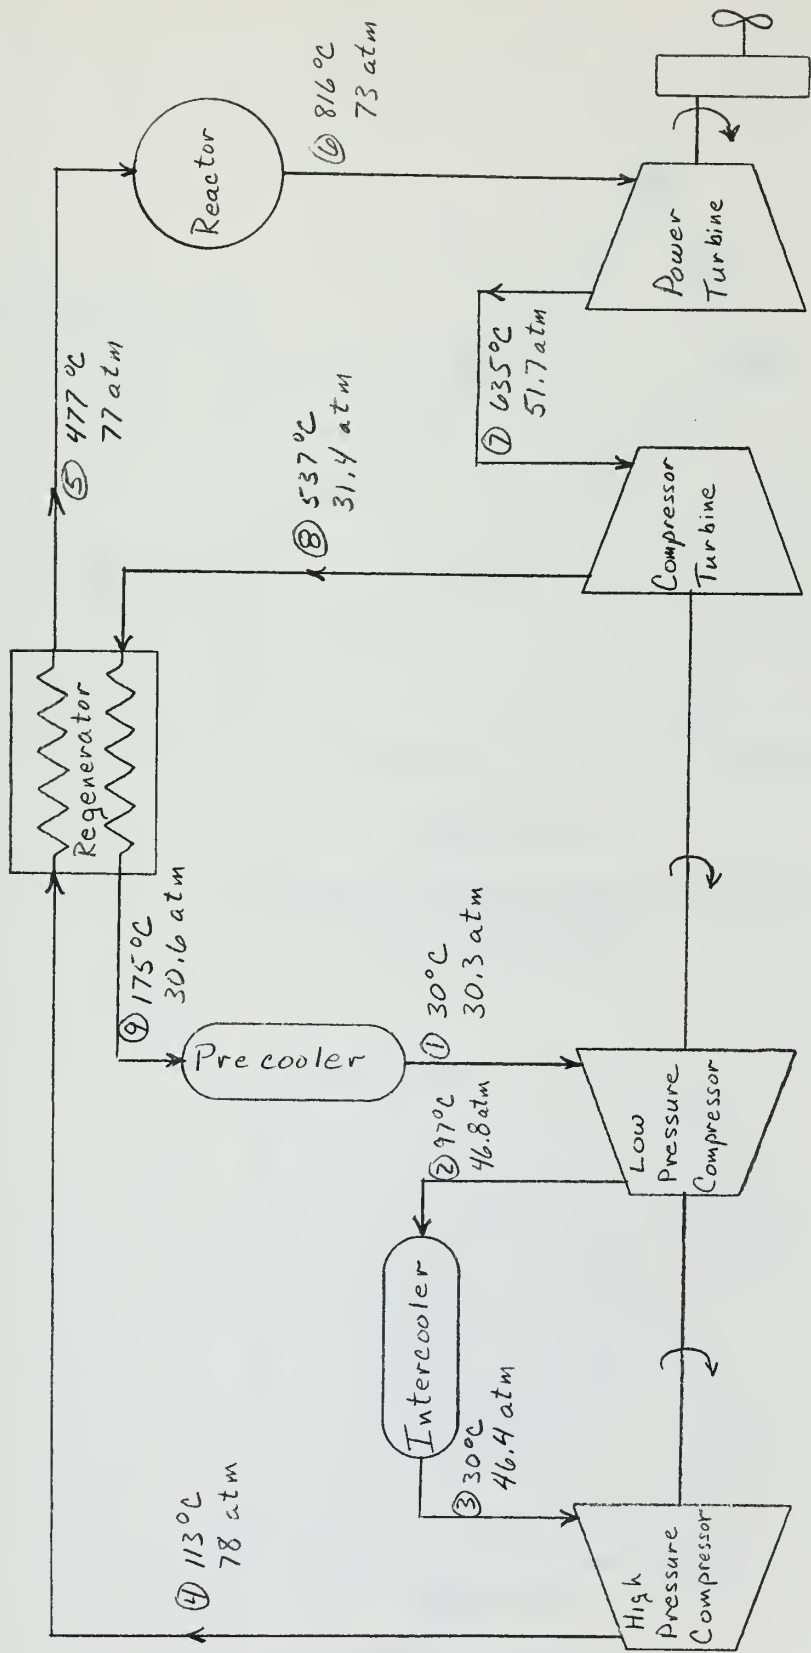 ④ 113°C
78 atm
Regenerator
⑤ 477°C
77 atm
Reactor
⑨ 175°C
30.6 atm
Precooler
⑧ 537°C
31.4 atm
⑥ 816°C
73 atm
③ 30°C
46.4 atm
Intercooler
② 97°C
46.8 atm
① 30°C
30.3 atm
⑦ 635°C
51.7 atm
High
Pressure
Compressor
Low
Pressure
Compressor
Compressor
Turbine
Power
Turbine